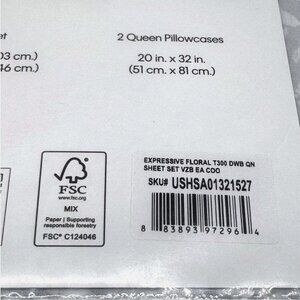 et
2 Queen Pillowcases
03 cm.)
20 in. x 32 in.
46 cm.)
(51 cm. x 81 cm.)
FSC
www.fsc.org
MIX
Paper | Supporting
responsible forestry
FSC® C124046
EXPRESSIVE FLORAL T300 DWB QN
SHEET SET VZB EA COO
SKU# USHSA01321527
8 83893 97296 4